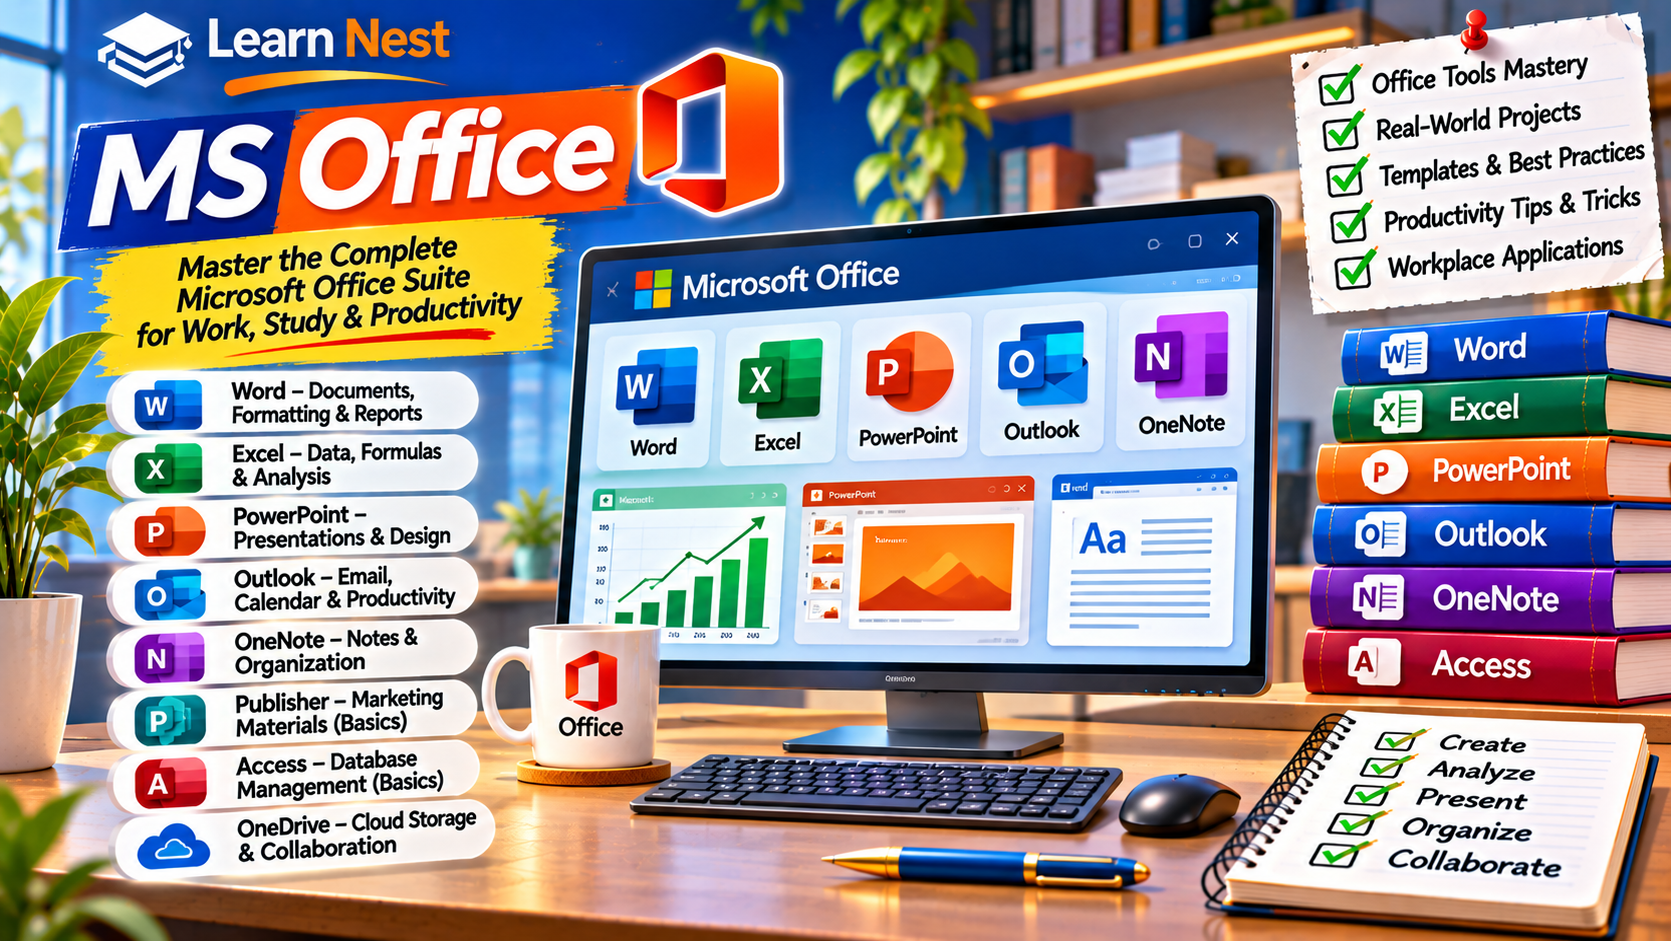 Learn Nest
MS Office
Master the Complete
Microsoft Office Suite
for Work, Study & Productivity
W
Word – Documents,
Formatting & Reports
X
Excel – Data, Formulas
& Analysis
P
PowerPoint –
Presentations & Design
O
Outlook – Email,
Calendar & Productivity
N
OneNote – Notes &
Organization
P
Publisher – Marketing
Materials (Basics)
A
Access – Database
Management (Basics)
OneDrive – Cloud Storage
& Collaboration
Microsoft Office
W
Word
X
Excel
P
PowerPoint
O
Outlook
N
OneNote
PowerPoint
Aa
Office
Office Tools Mastery
Real-World Projects
Templates & Best Practices
Productivity Tips & Tricks
Workplace Applications
W
Word
X
Excel
P
PowerPoint
O
Outlook
N
OneNote
A
Access
Create
Analyze
Present
Organize
Collaborate